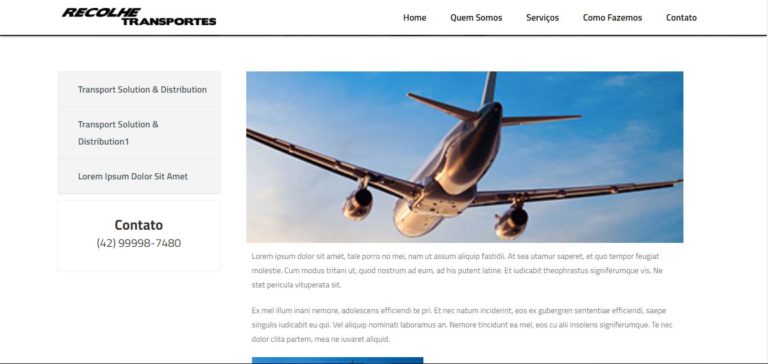 RECOLHE
TRANSPORTES
Home Quem Somos Serviços Como Fazemos Contato
Transport Solution & Distribution
Transport Solution &
Distribution1
Lorem Ipsum Dolor Sit Amet
Contato
(42) 99998-7480
Lorem ipsum dolor sit amet, tale porro no mei, nam ut assum aliquip fastidii. At sea utamur saperet, et quo tempor feugiat
molestie. Cum modus tritani ut, quod nostrum ad eum, ad his putent latine. Et iudicabit theophrastus signiferumque vis. Ne
stet pericula vituperata sit.
Ex mel illum inani nemore, adolescens efficiendi te pri. Et nec natum inciderint, eos ex gubergren sententiae efficiendi, saepe
singulis iudicabit eu qui. Vel aliquip nominati laboramus an. Nemore tincidunt ea mel, eos cu alii insolens signiferumque. Te nec
dolor clita partem, mea ne iuvaret aliquid.